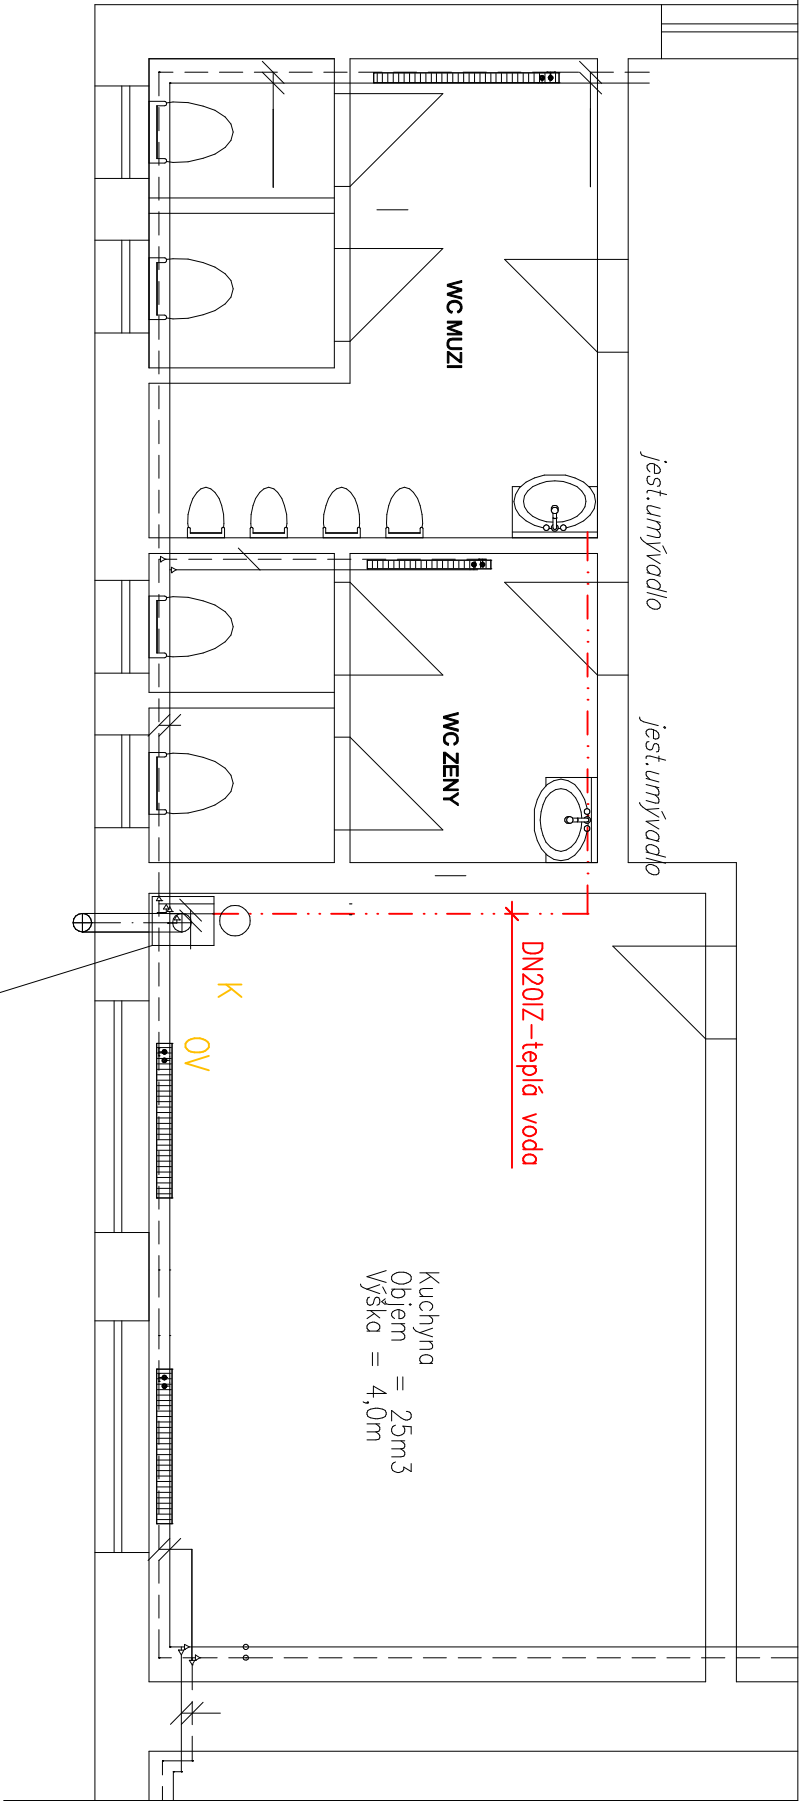 WC MUZI
jest.umývadlo
WC ZENY
jest.umývadlo
DN20IZ-teplá voda
K
OV
Kuchyna
Objem = 25m3
Výška = 4,0m